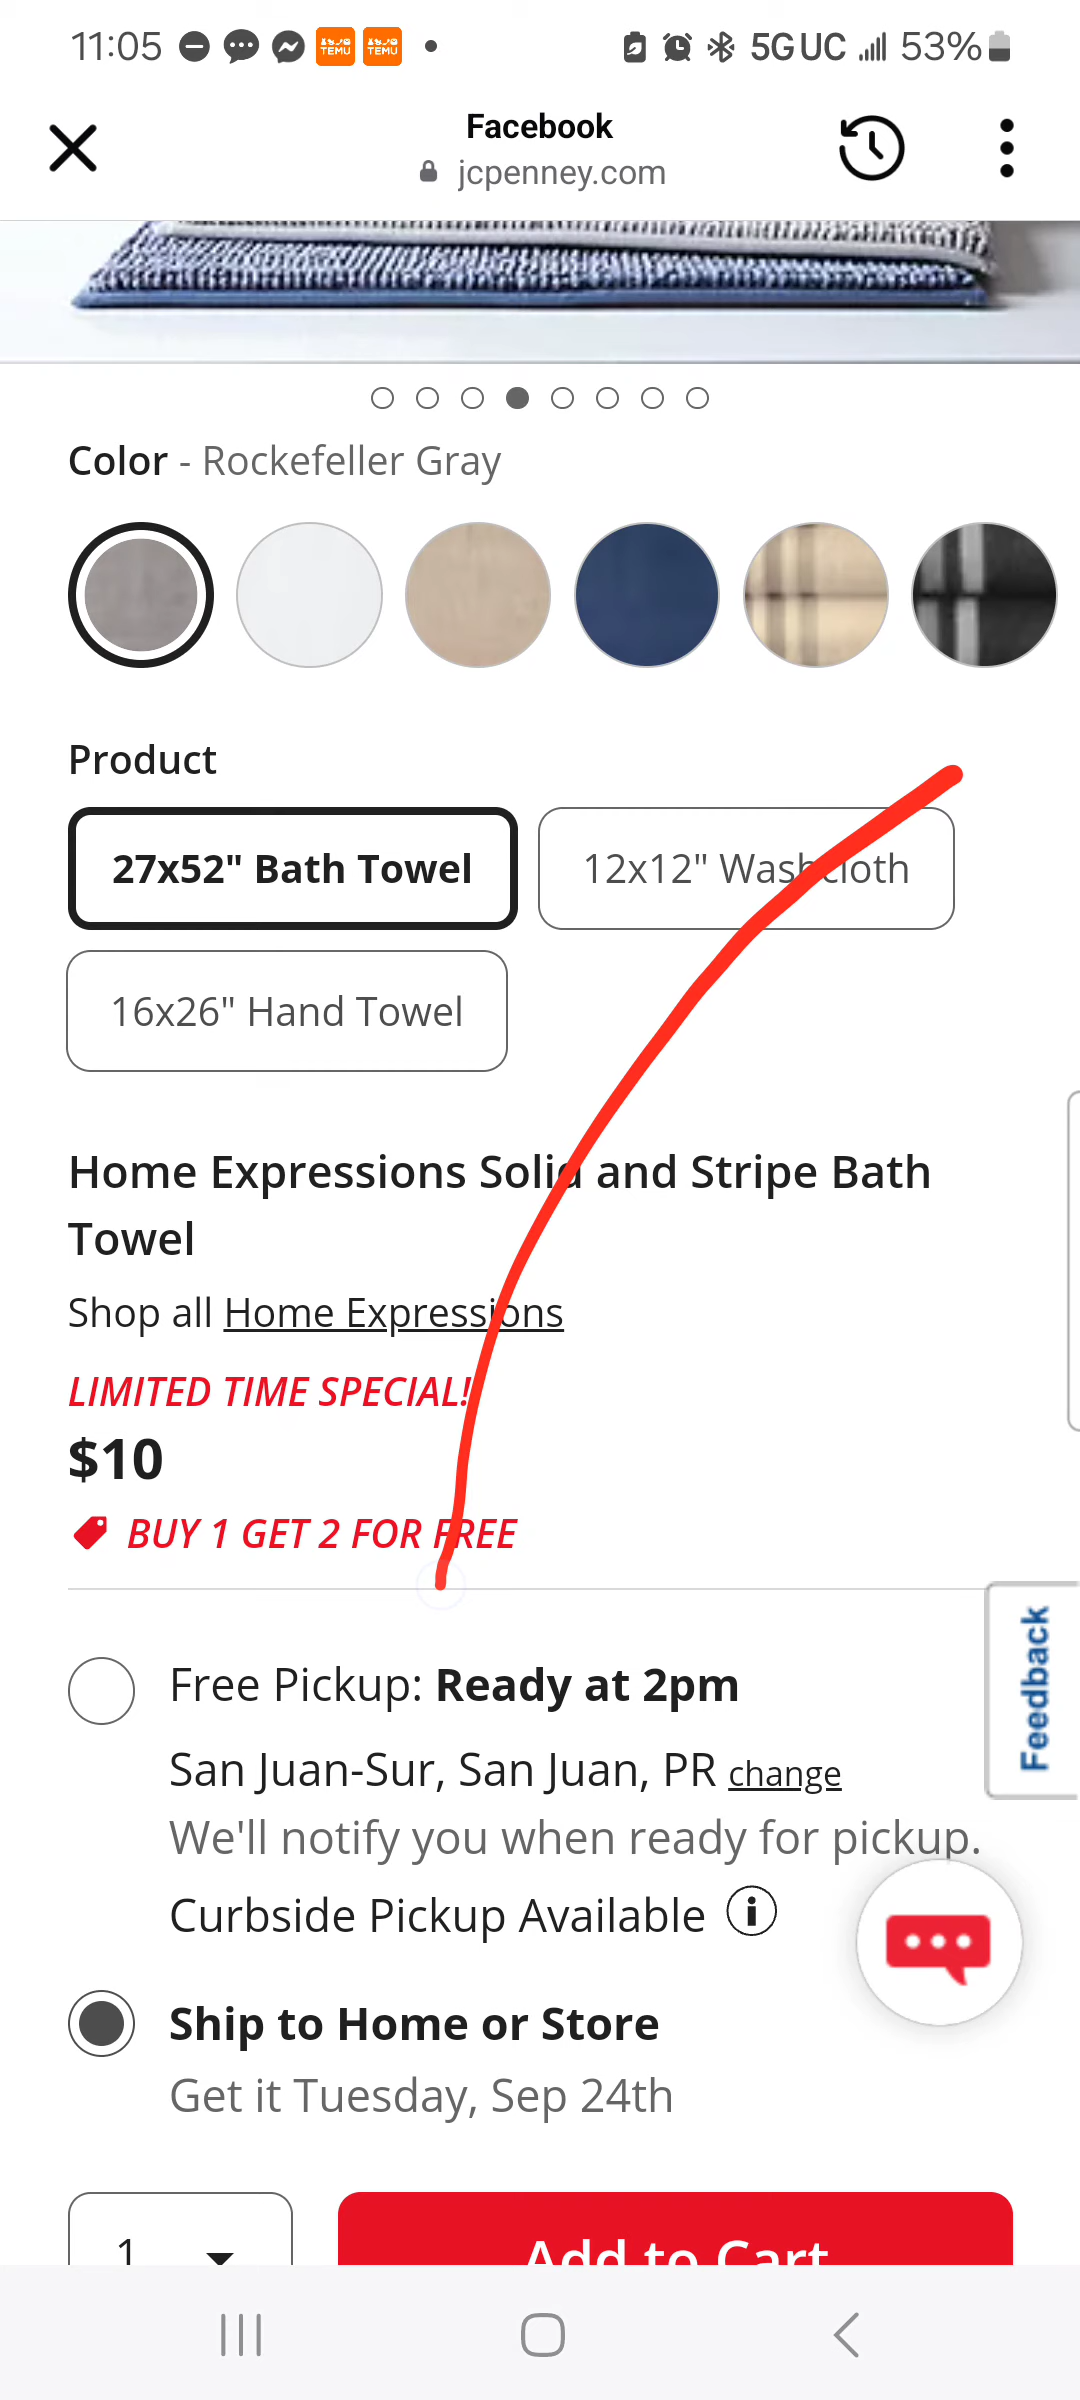 11:05
TEMU TEMU
5G UC 53%
Facebook
jcpenney.com
Color - Rockefeller Gray
Product
27x52" Bath Towel
12x12" Washcloth
16x26" Hand Towel
Home Expressions Solid and Stripe Bath
Towel
Shop all Home Expressions
LIMITED TIME SPECIAL!
$10
BUY 1 GET 2 FOR FREE
Feedback
Free Pickup: Ready at 2pm
San Juan-Sur, San Juan, PR change
We'll notify you when ready for pickup.
Curbside Pickup Available
Ship to Home or Store
Get it Tuesday, Sep 24th
1
Add to Cart